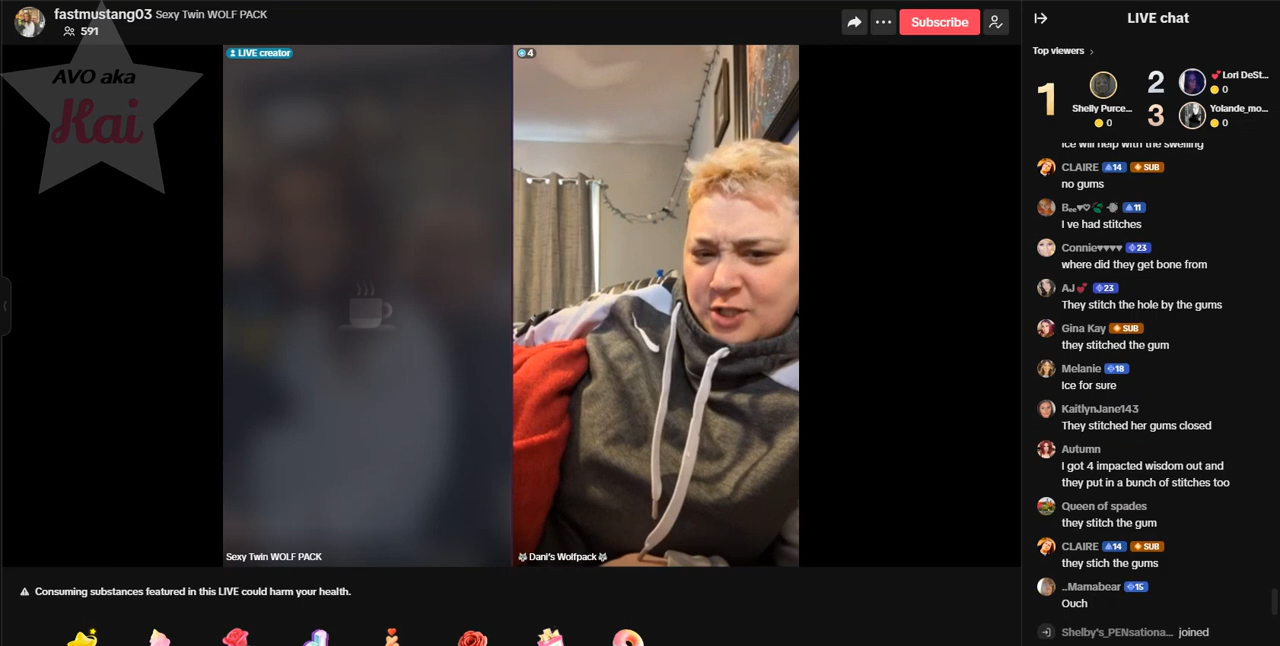 fastmustang03 Sexy Twin WOLF PACK
591
AVO aka
Kai
Subscribe
LIVE creator
4
Sexy Twin WOLF PACK
Dani's Wolfpack
Consuming substances featured in this LIVE could harm your health.
LIVE chat
Top viewers
1
Shelly Purce...
0
2
Lori DeSt...
0
3
Yolande_mo...
0
ice will help with the swelling
CLAIRE 14 SUB
no gums
Bee 11
I ve had stitches
Connie♥♥♥♥ 23
where did they get bone from
AJ 23
They stitch the hole by the gums
Gina Kay SUB
they stitched the gum
Melanie 18
Ice for sure
KaitlynJane143
They stitched her gums closed
Autumn
I got 4 impacted wisdom out and
they put in a bunch of stitches too
Queen of spades
they stitch the gum
CLAIRE 14 SUB
they stich the gums
..Mamabear 15
Ouch
Shelby's_PENsationa... joined